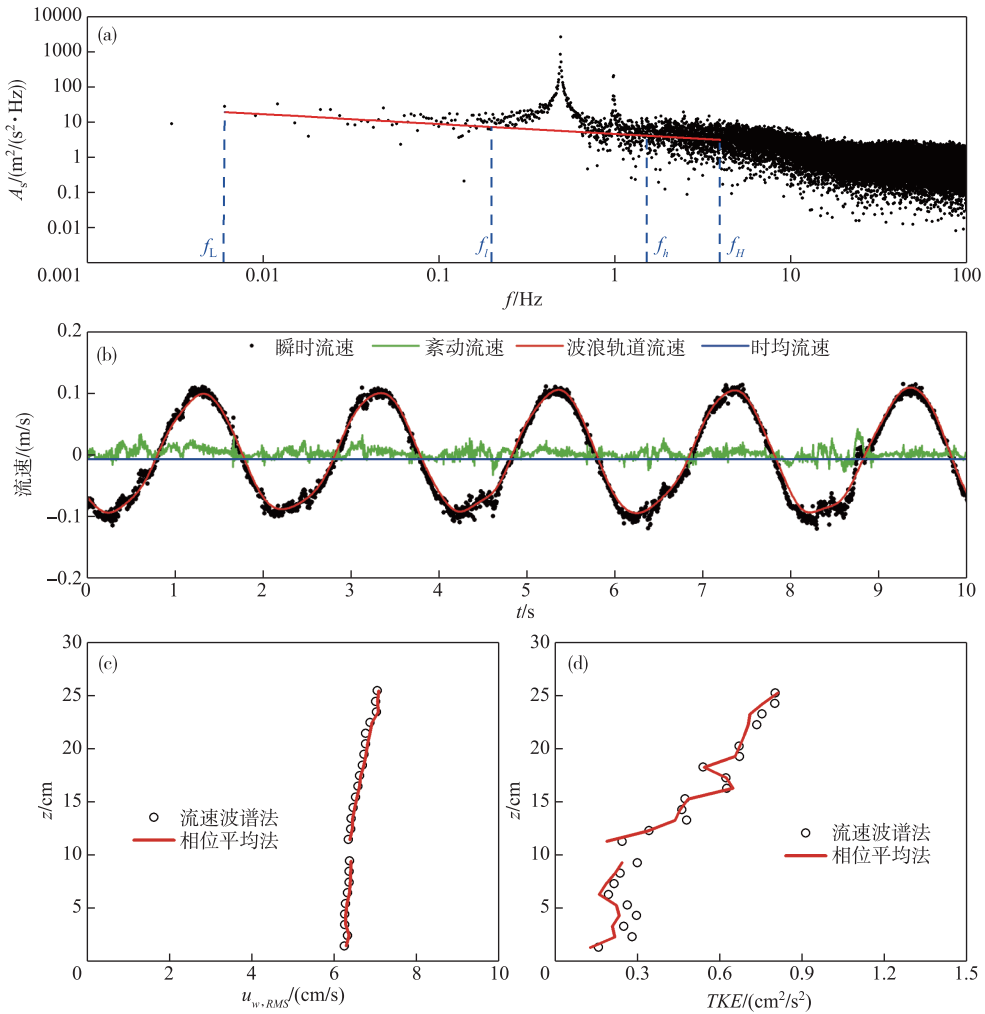 (a)
10000
1000
100
10
1
0.1
0.01
0.001
A_s/(m²/(s²·Hz))
f_L
f_l
f_h
f_H
0.01
0.1
1
10
100
f/Hz
(b)
瞬时流速
紊动流速
波浪轨道流速
时均流速
0.2
0.1
0
−0.1
−0.2
流速/(m/s)
0 1 2 3 4 5 6 7 8 9 10
t/s
(c)
30
25
20
15
10
5
0
z/cm
流速波谱法
相位平均法
0 2 4 6 8 10
u_{w,RMS}/(cm/s)
(d)
30
25
20
15
10
5
0
z/cm
流速波谱法
相位平均法
0 0.3 0.6 0.9 1.2 1.5
TKE/(cm²/s²)